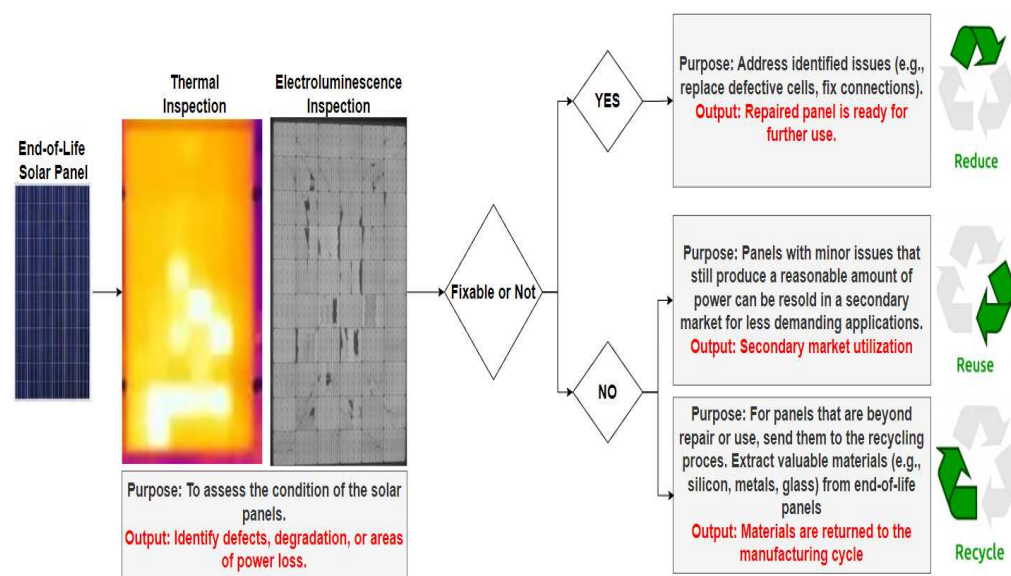 End-of-Life
Solar Panel
Thermal
Inspection
Electroluminescence
Inspection
Purpose: To assess the condition of the solar
panels.
Output: Identify defects, degradation, or areas
of power loss.
Fixable or Not
YES
Purpose: Address identified issues (e.g.,
replace defective cells, fix connections).
Output: Repaired panel is ready for
further use.
Reduce
NO
Purpose: Panels with minor issues that
still produce a reasonable amount of
power can be resold in a secondary
market for less demanding applications.
Output: Secondary market utilization
Reuse
Purpose: For panels that are beyond
repair or use, send them to the recycling
proces. Extract valuable materials (e.g.,
silicon, metals, glass) from end-of-life
panels
Output: Materials are returned to the
manufacturing cycle
Recycle